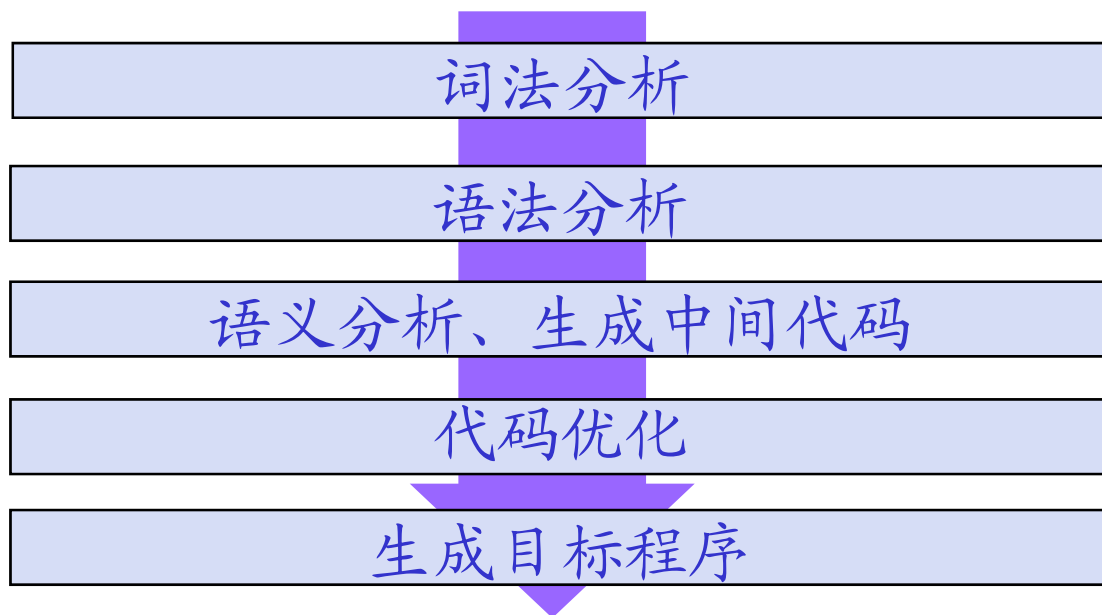 词法分析
语法分析
语义分析、生成中间代码
代码优化
生成目标程序